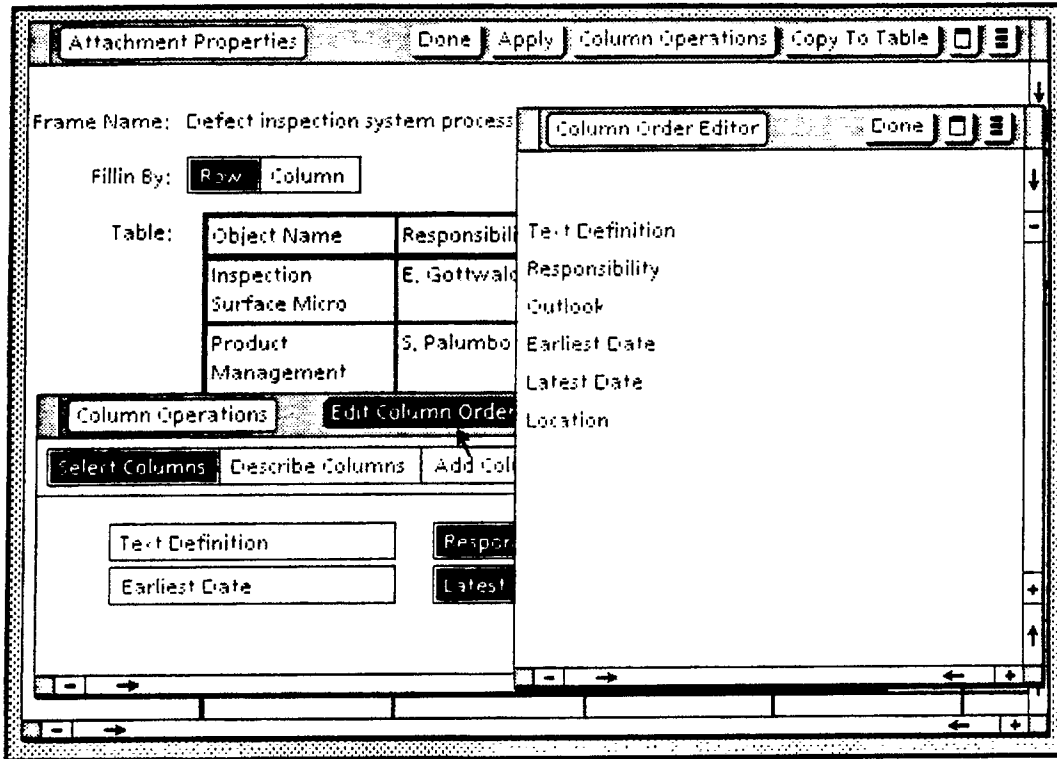 Attachment Properties Done Apply Column Operations Copy To Table
Frame Name: Defect inspection system process
Fillin By: Row Column
Table:
Object Name Responsibili
Inspection Surface Micro
E. Gottwald
Product Management
S. Palumbo
Column Order Editor Done
Text Definition
Responsibility
Outlook
Earliest Date
Latest Date
Location
Column Operations Edit Column Order
Select Columns Describe Columns Add Colu
Text Definition Respon
Earliest Date Latest